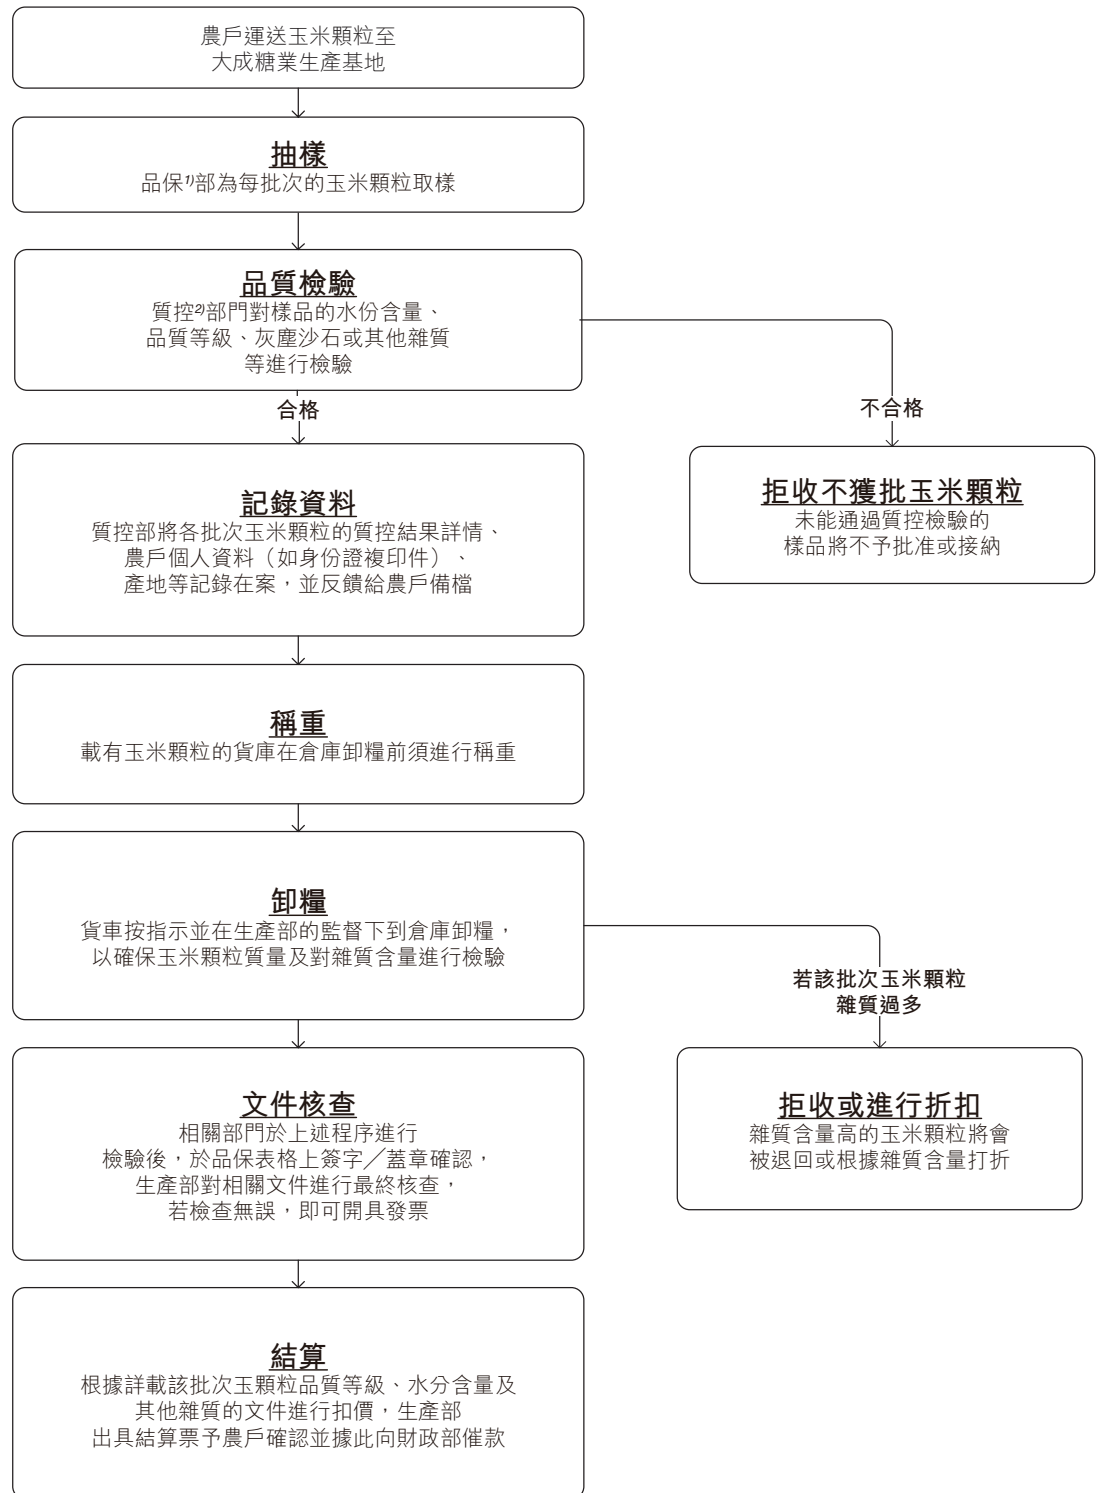 農戶運送玉米顆粒至
大成糖業生產基地
抽樣
品保¹⁾部為每批次的玉米顆粒取樣
品質檢驗
質控²⁾部門對樣品的水份含量、
品質等級、灰塵沙石或其他雜質
等進行檢驗
合格
不合格
記錄資料
質控部將各批次玉米顆粒的質控結果詳情、
農戶個人資料（如身份證複印件）、
產地等記錄在案，並反饋給農戶備檔
拒收不獲批玉米顆粒
未能通過質控檢驗的
樣品將不予批准或接納
稱重
載有玉米顆粒的貨庫在倉庫卸糧前須進行稱重
卸糧
貨車按指示並在生產部的監督下到倉庫卸糧，
以確保玉米顆粒質量及對雜質含量進行檢驗
若該批次玉米顆粒
雜質過多
文件核查
相關部門於上述程序進行
檢驗後，於品保表格上簽字／蓋章確認，
生產部對相關文件進行最終核查，
若檢查無誤，即可開具發票
拒收或進行折扣
雜質含量高的玉米顆粒將會
被退回或根據雜質含量打折
結算
根據詳載該批次玉顆粒品質等級、水分含量及
其他雜質的文件進行扣價，生產部
出具結算票予農戶確認並據此向財政部催款